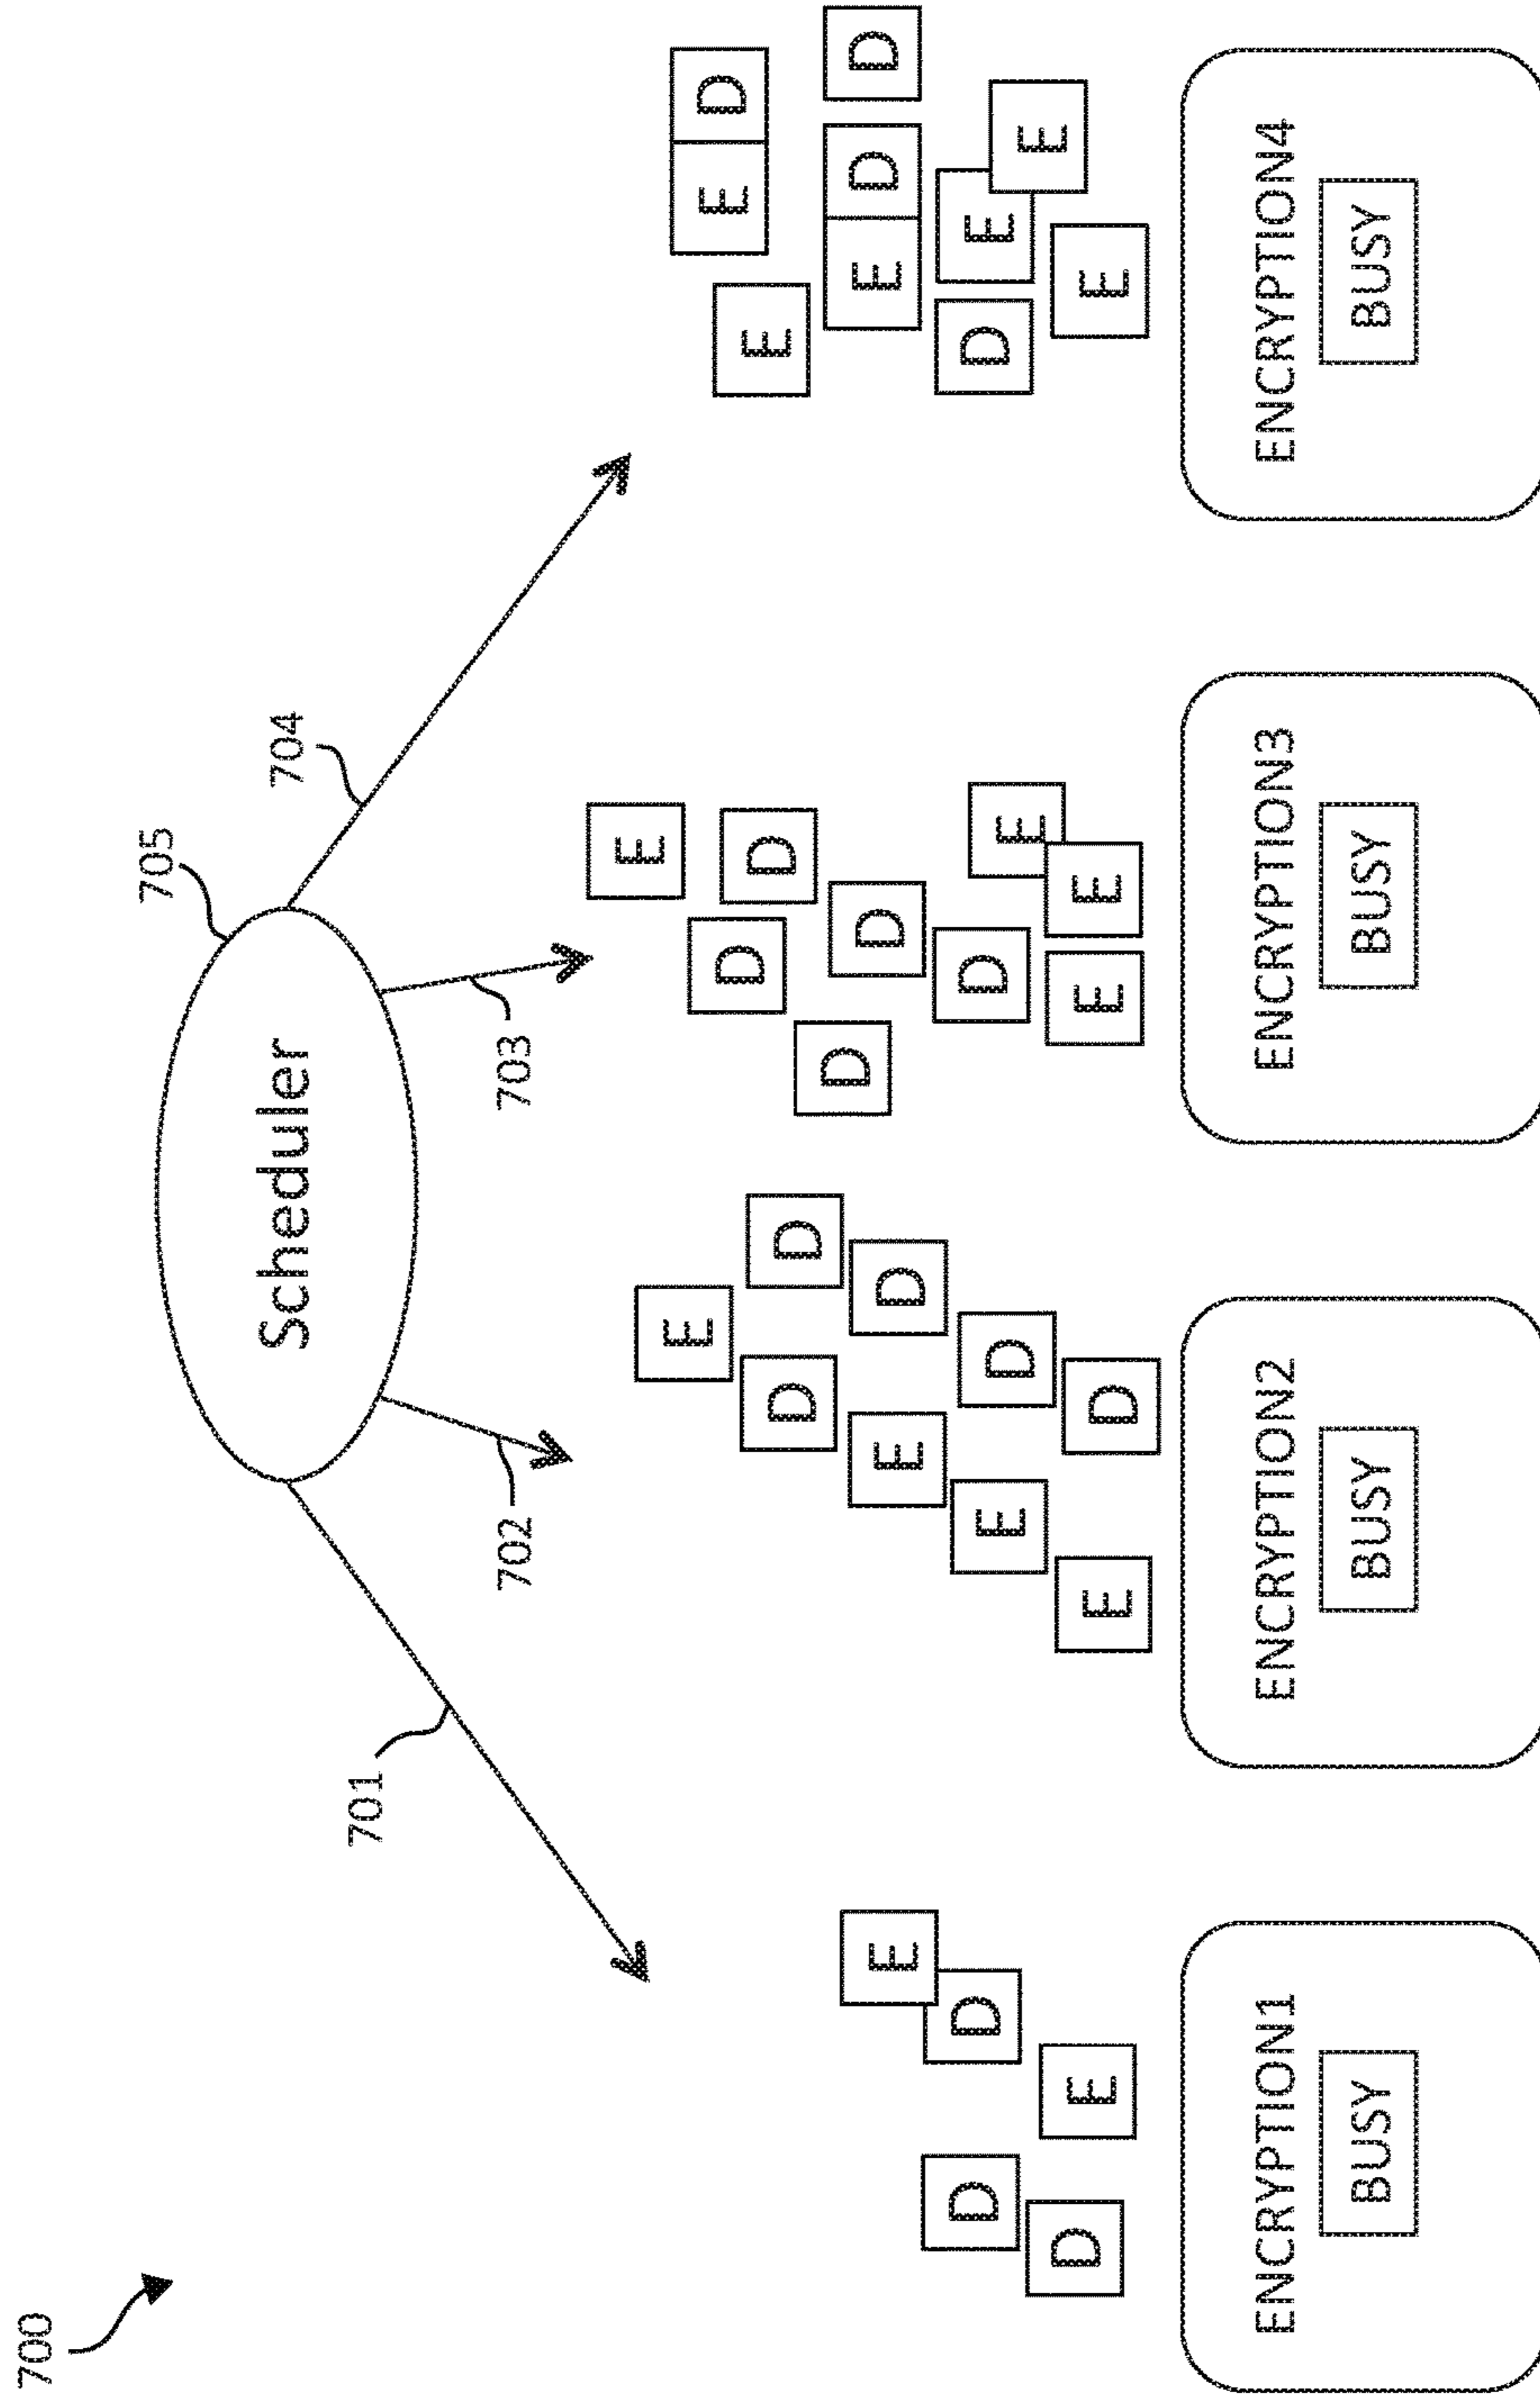 700
705
Scheduler
704
701
702
703
E
D
D
E
D
E
D
E
D
E
D
E
D
D
E
D
E
D
D
D
D
D
E
E
E
E
D
E
E
D
D
D
E
E
E
ENCRYPTION1
ENCRYPTION2
ENCRYPTION3
ENCRYPTION4
BUSY
BUSY
BUSY
BUSY